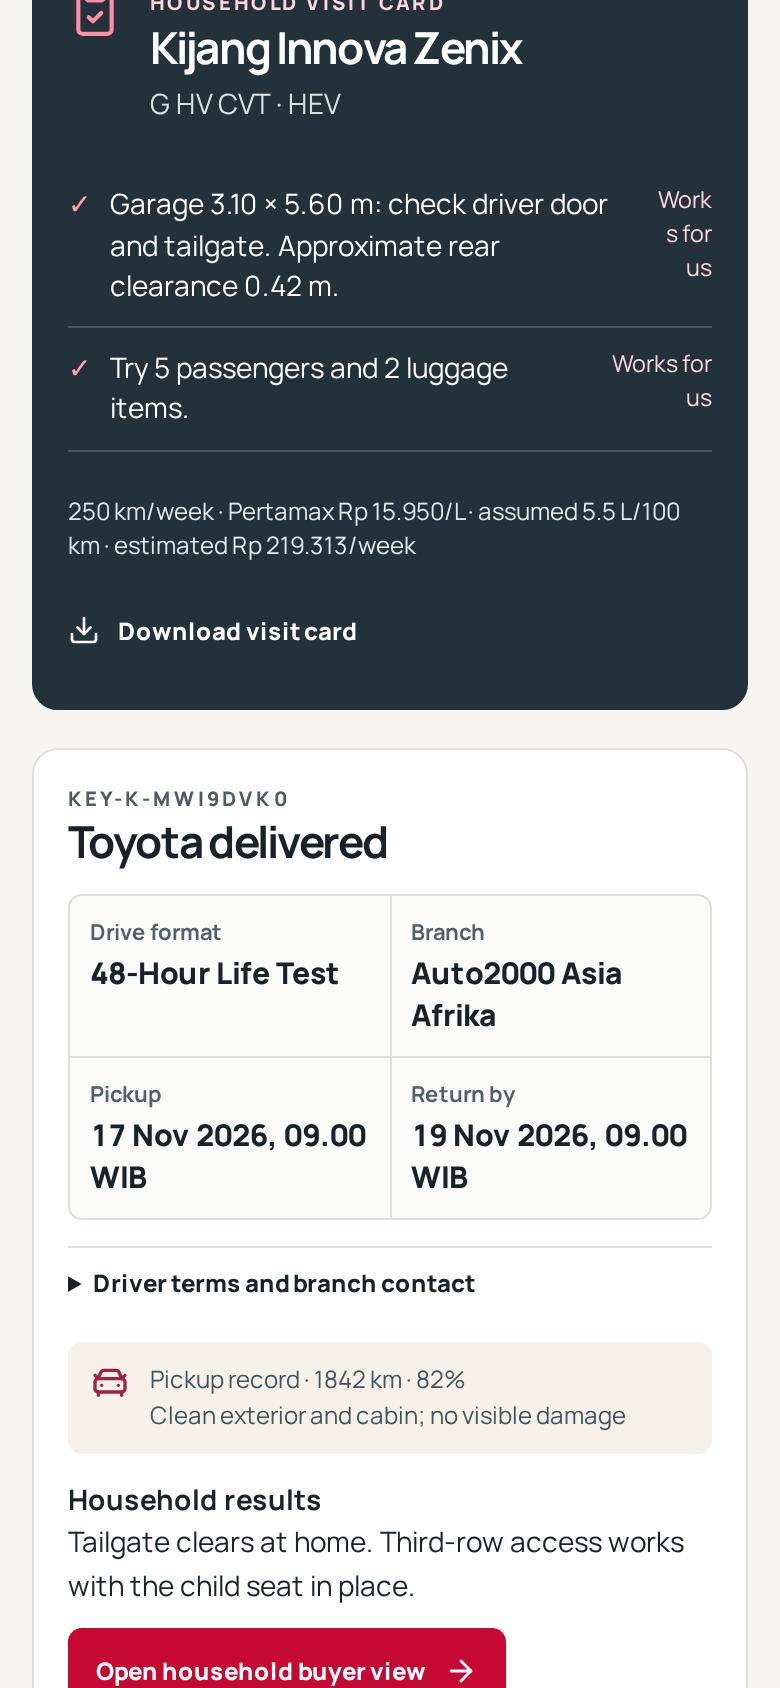 HOUSEHOLD VISIT CARD
Kijang Innova Zenix
G HV CVT · HEV
✓ Garage 3.10 × 5.60 m: check driver door
and tailgate. Approximate rear
clearance 0.42 m.
Work
s for
us
✓ Try 5 passengers and 2 luggage
items.
Works for
us
250 km/week · Pertamax Rp 15.950/L · assumed 5.5 L/100
km · estimated Rp 219.313/week
Download visit card
KEY-K-MWI9DVK0
Toyota delivered
Drive format
48-Hour Life Test
Branch
Auto2000 Asia
Afrika
Pickup
17 Nov 2026, 09.00
WIB
Return by
19 Nov 2026, 09.00
WIB
Driver terms and branch contact
Pickup record · 1842 km · 82%
Clean exterior and cabin; no visible damage
Household results
Tailgate clears at home. Third-row access works
with the child seat in place.
Open household buyer view →